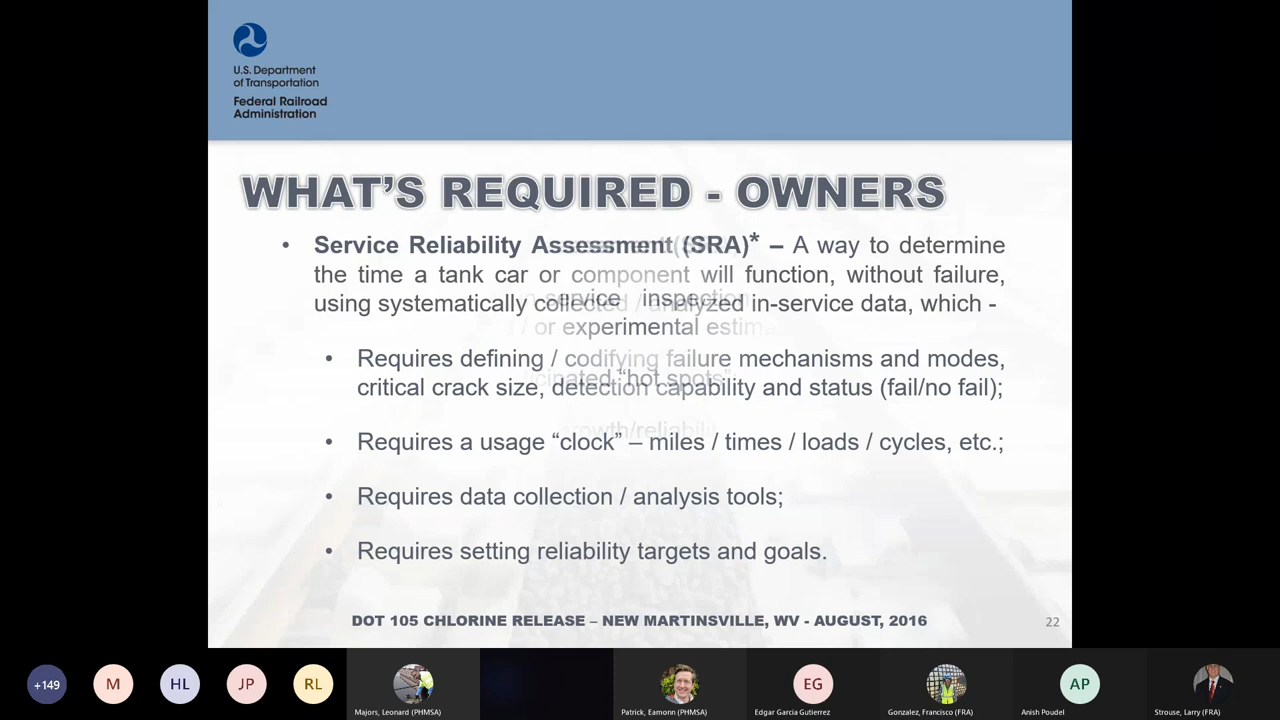 U.S. Department
of Transportation
Federal Railroad
Administration
WHAT'S REQUIRED - OWNERS
• Service Reliability Assessment (SRA)* – A way to determine
the time a tank car or component will function, without failure,
using systematically collected / analyzed in-service data, which -
service inspection
/ or experimental
"hot spots"
• Requires defining / codifying failure mechanisms and modes,
critical crack size, detection capability and status (fail/no fail);
• Requires a usage "clock" – miles / times / loads / cycles, etc.;
• Requires data collection / analysis tools;
• Requires setting reliability targets and goals.
DOT 105 CHLORINE RELEASE – NEW MARTINSVILLE, WV - AUGUST, 2016
22
+149
M
HL
JP
RL
EG
AP
Majors, Leonard (PHMSA)
Patrick, Eamonn (PHMSA)
Edgar Garcia Gutierrez
Gonzalez, Francisco (FRA)
Anish Poudel
Strouse, Larry (FRA)